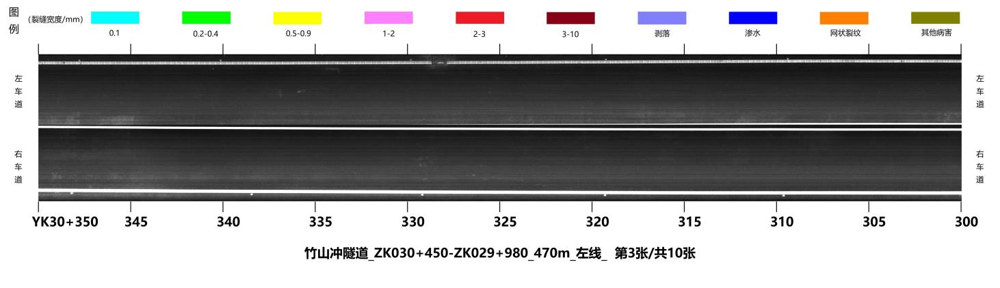 图例
(裂缝宽度/mm)
0.1 0.2-0.4 0.5-0.9 1-2 2-3 3-10 剥落 渗水 网状裂纹 其他病害
左车道 左车道
右车道 右车道
YK30+350 345 340 335 330 325 320 315 310 305 300
竹山冲隧道_ZK030+450-ZK029+980_470m_左线_ 第3张/共10张